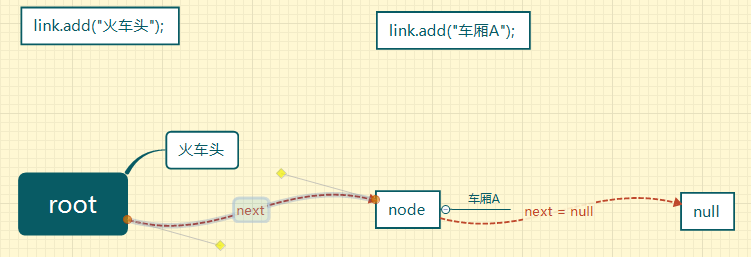 link.add("火车头");
link.add("车厢A");
火车头
root
next
node
车厢A
next = null
null